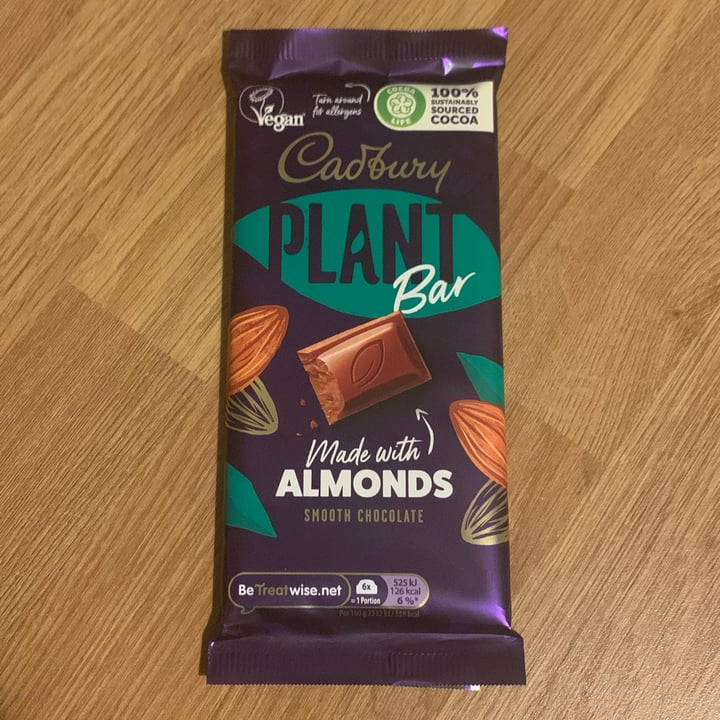 Vegan
Turn around
for allergens
COCOA
LIFE
100%
SUSTAINABLY
SOURCED
COCOA
Cadbury
PLANT
Bar
Made with
ALMONDS
SMOOTH CHOCOLATE
Be Treatwise.net
6x
= 1 Portion
525 kJ
126 kcal
6 %*